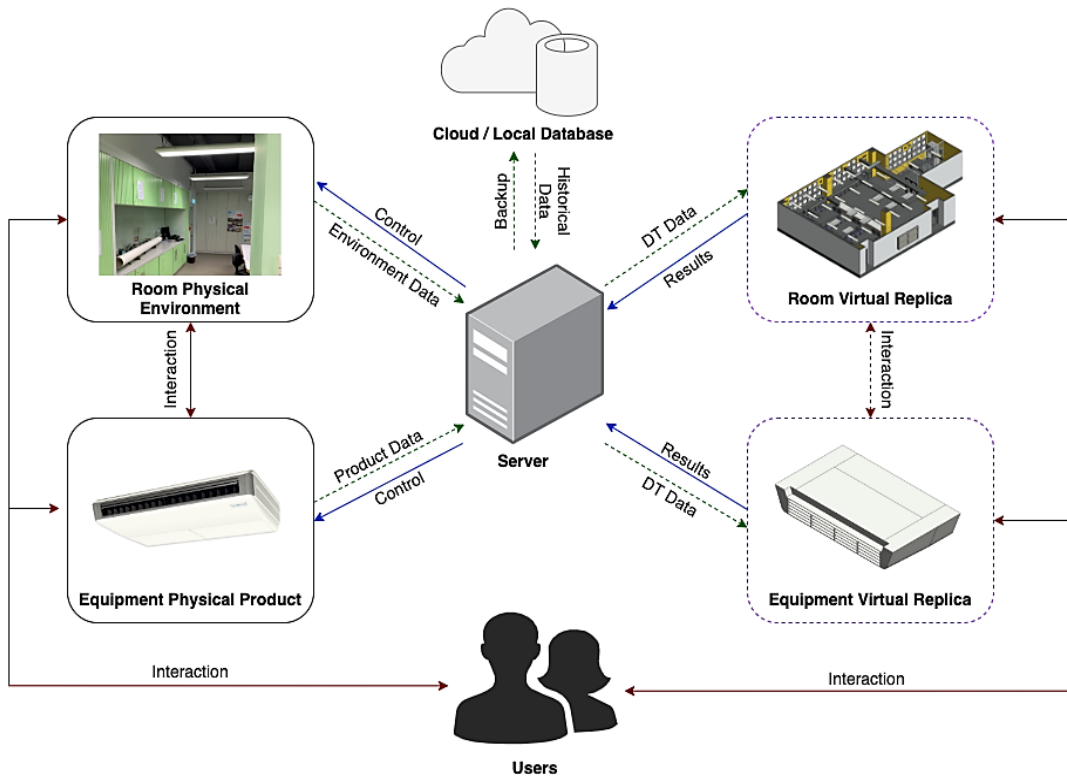 Cloud / Local Database
Backup
Historical
Data
Control
Environment Data
DT Data
Results
Room Physical
Environment
Room Virtual Replica
Interaction
Interaction
Product Data
Control
Server
Results
DT Data
Equipment Physical Product
Equipment Virtual Replica
Interaction
Interaction
Users